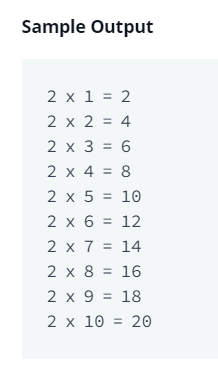 Sample Output
2 x 1 = 2
2 x 2 = 4
2 x 3 = 6
2 x 4 = 8
2 x 5 = 10
2 x 6 = 12
2 x 7 = 14
2 x 8 = 16
2 x 9 = 18
2 x 10 = 20